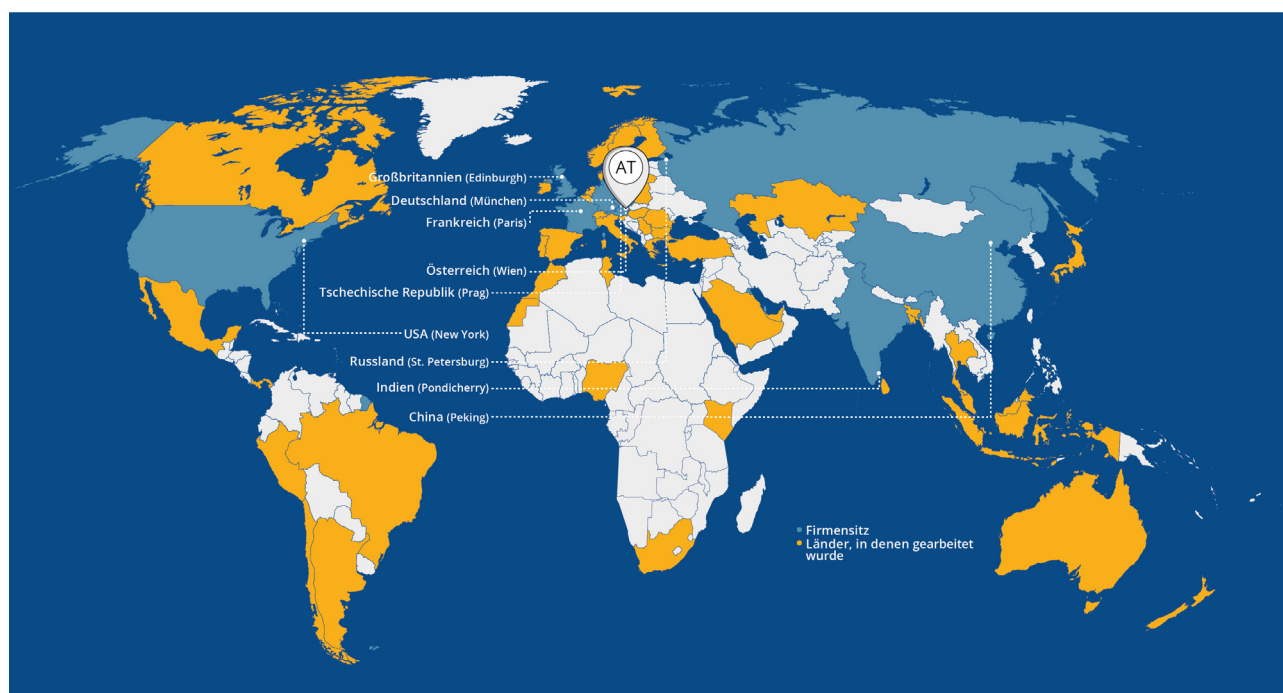 AT
Großbritannien (Edinburgh)
Deutschland (München)
Frankreich (Paris)
Österreich (Wien)
Tschechische Republik (Prag)
USA (New York)
Russland (St. Petersburg)
Indien (Pondicherry)
China (Peking)
Firmensitz
Länder, in denen gearbeitet
wurde